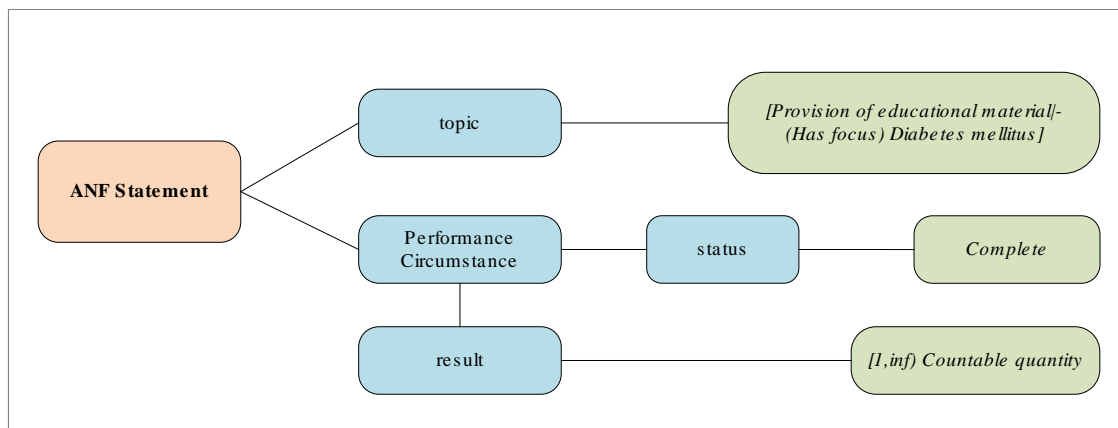 topic
[Provision of educational material|-
(Has focus) Diabetes mellitus]
ANF Statement
Performance
Circumstance
status
Complete
result
[1,inf) Countable quantity